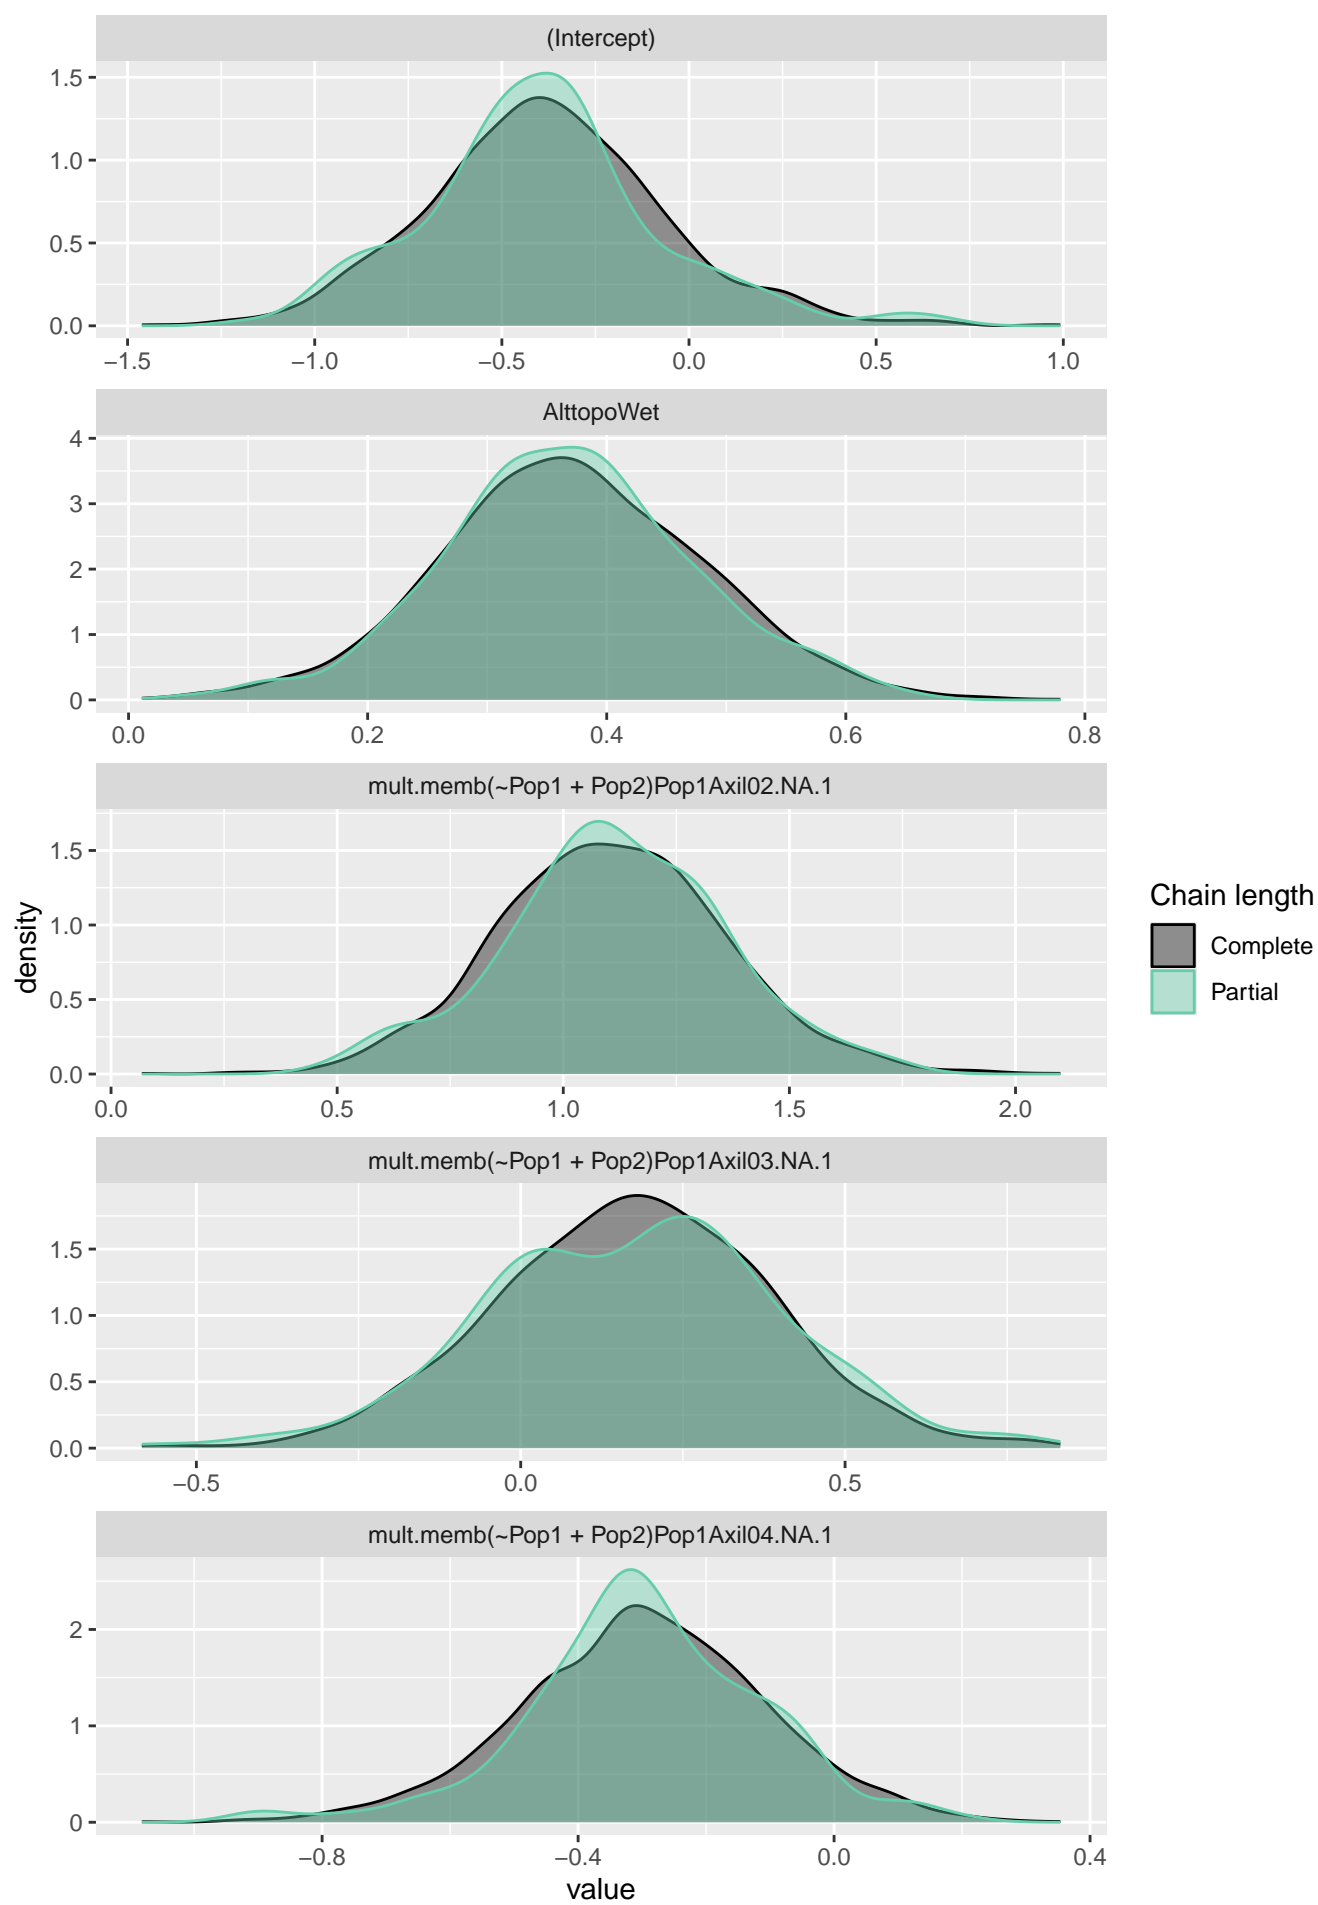 (Intercept)
1.5
1.0
0.5
0.0
−1.5 −1.0 −0.5 0.0 0.5 1.0
AlttopoWet
4
3
2
1
0
0.0 0.2 0.4 0.6 0.8
mult.memb(~Pop1 + Pop2)Pop1Axil02.NA.1
1.5
1.0
0.5
0.0
0.0 0.5 1.0 1.5 2.0
density
mult.memb(~Pop1 + Pop2)Pop1Axil03.NA.1
1.5
1.0
0.5
0.0
−0.5 0.0 0.5
mult.memb(~Pop1 + Pop2)Pop1Axil04.NA.1
2
1
0
−0.8 −0.4 0.0 0.4
value
Chain length
Complete
Partial